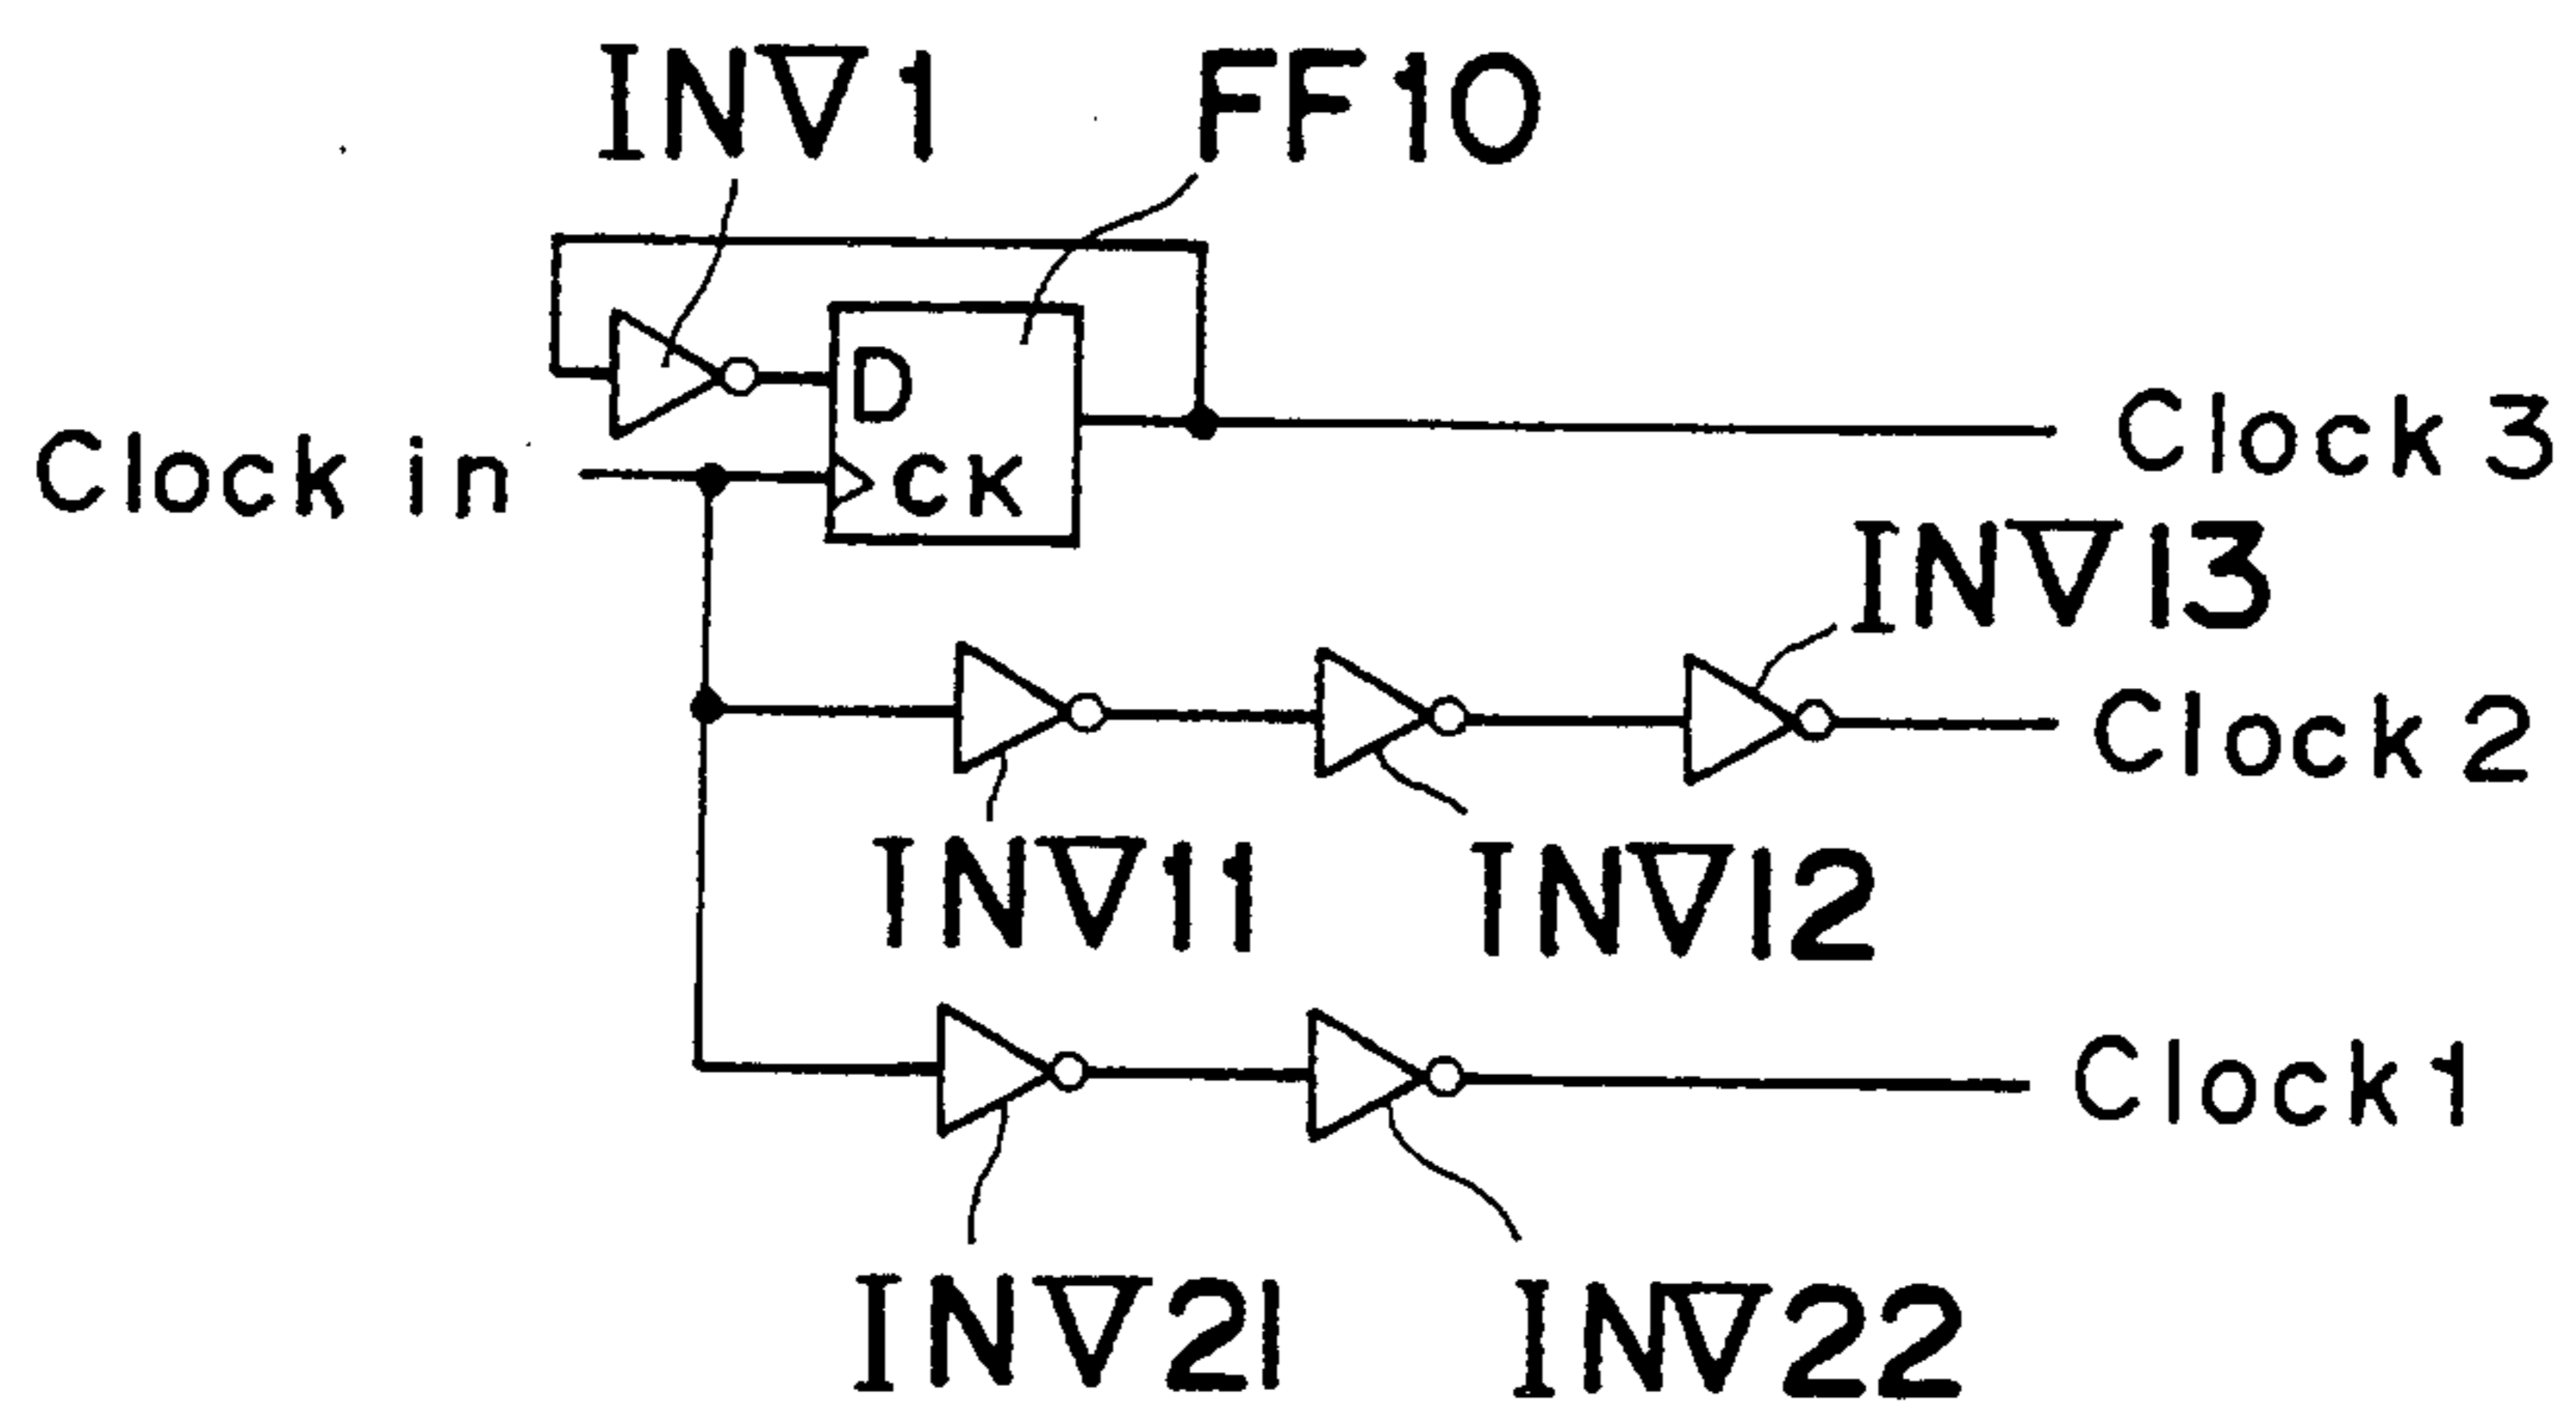 INV1
FF10
D
Clock in
CK
Clock 3
INV13
Clock 2
INV11
INV12
Clock 1
INV21
INV22